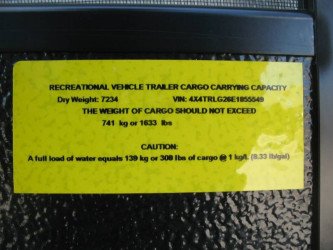 RECREATIONAL VEHICLE TRAILER CARGO CARRYING CAPACITY
Dry Weight: 7234 VIN: 4X4TRLG26E1855549
THE WEIGHT OF CARGO SHOULD NOT EXCEED
741 kg or 1633 lbs
CAUTION:
A full load of water equals 139 kg or 308 lbs of cargo @ 1 kg/L (8.33 lb/gal)